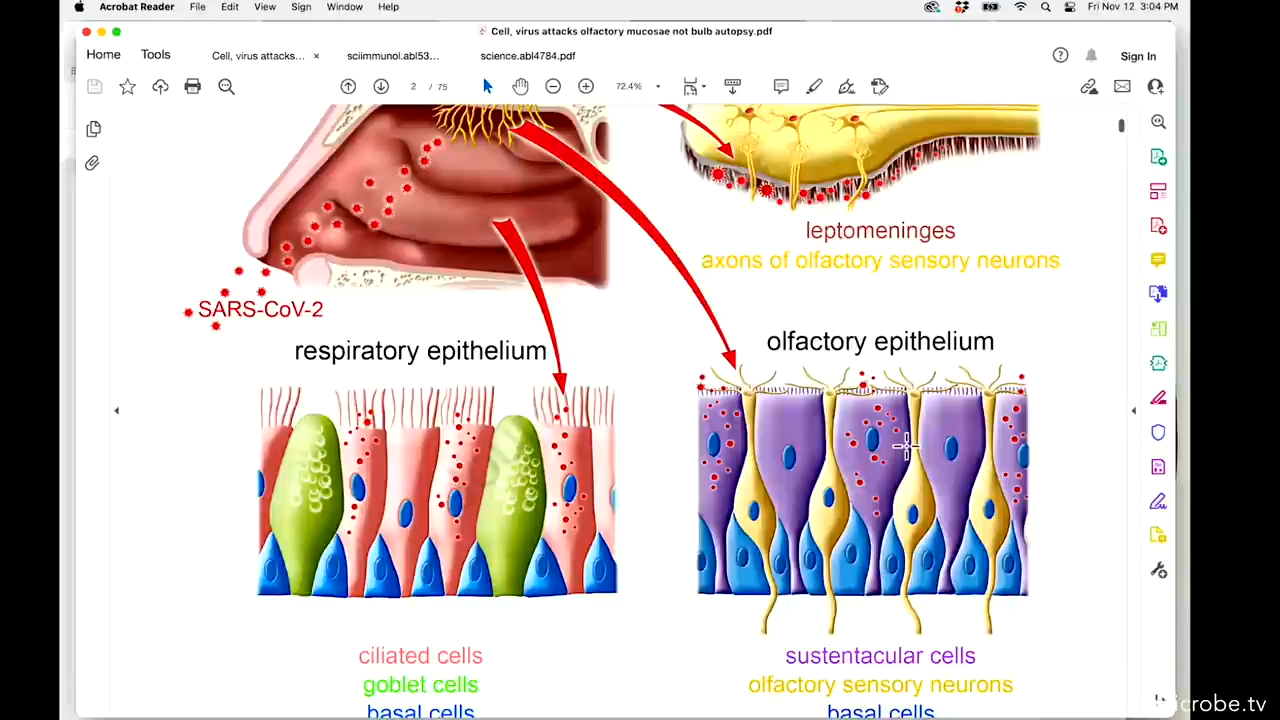 Acrobat Reader File Edit View Sign Window Help Fri Nov 12 3:04 PM
Cell, virus attacks olfactory mucosae not bulb autopsy.pdf
Home Tools Cell, virus attacks... × sciimmunol.abl53... science.abl4784.pdf Sign In
2 / 75 72.4%
leptomeninges
axons of olfactory sensory neurons
SARS-CoV-2
respiratory epithelium
olfactory epithelium
ciliated cells
goblet cells
basal cells
sustentacular cells
olfactory sensory neurons
basal cells
microbe.tv